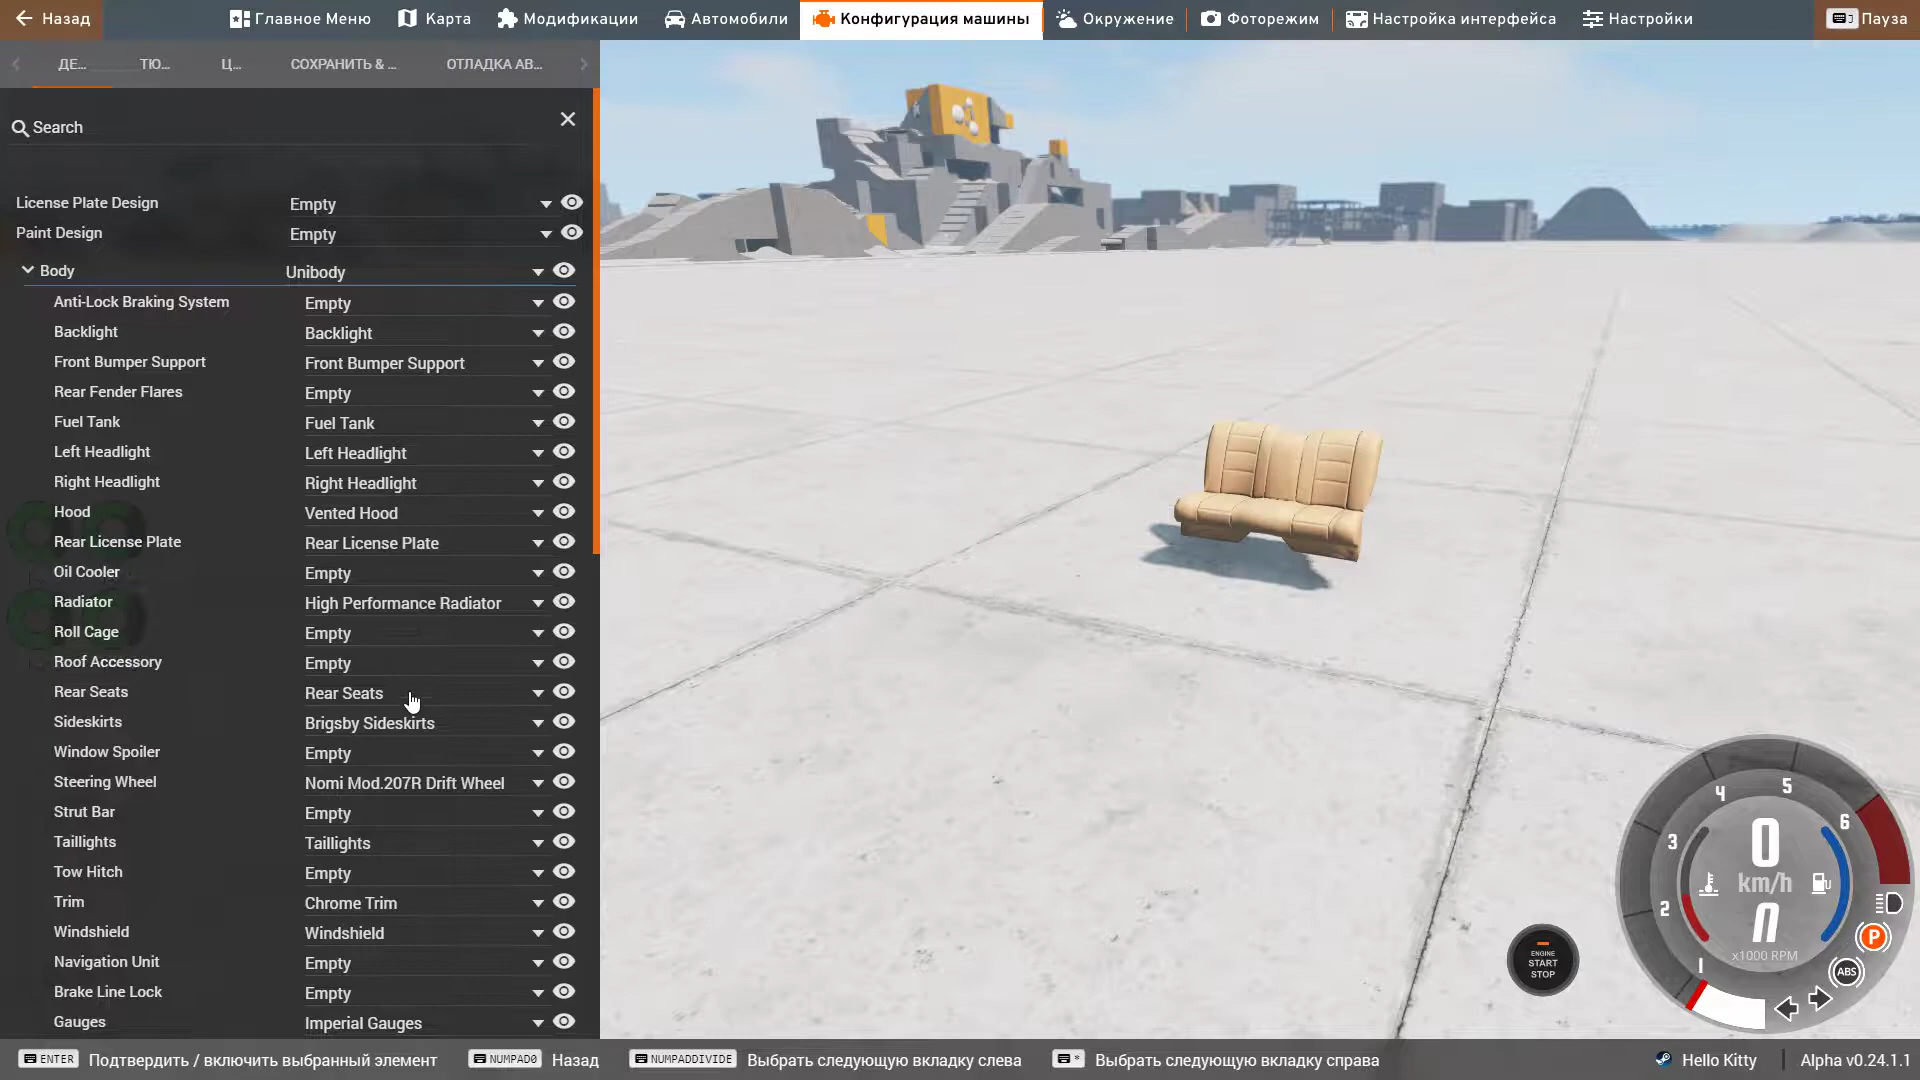 Назад
Главное Меню
Карта
Модификации
Автомобили
Конфигурация машины
Окружение
Фоторежим
Настройка интерфейса
Настройки
Пауза
ДЕ...
ТЮ...
Ц...
СОХРАНИТЬ & ...
ОТЛАДКА АВ...
Search
License Plate Design Empty
Paint Design Empty
Body Unibody
Anti-Lock Braking System Empty
Backlight Backlight
Front Bumper Support Front Bumper Support
Rear Fender Flares Empty
Fuel Tank Fuel Tank
Left Headlight Left Headlight
Right Headlight Right Headlight
Hood Vented Hood
Rear License Plate Rear License Plate
Oil Cooler Empty
Radiator High Performance Radiator
Roll Cage Empty
Roof Accessory Empty
Rear Seats Rear Seats
Sideskirts Brigsby Sideskirts
Window Spoiler Empty
Steering Wheel Nomi Mod.207R Drift Wheel
Strut Bar Empty
Taillights Taillights
Tow Hitch Empty
Trim Chrome Trim
Windshield Windshield
Navigation Unit Empty
Brake Line Lock Empty
Gauges Imperial Gauges
ENGINE
START
STOP
1
2
3
4
5
6
0
km/h
n
x1000 RPM
P
ABS
ENTER Подтвердить / включить выбранный элемент
NUMPAD0 Назад
NUMPADDIVIDE Выбрать следующую вкладку слева
* Выбрать следующую вкладку справа
Hello Kitty
Alpha v0.24.1.1